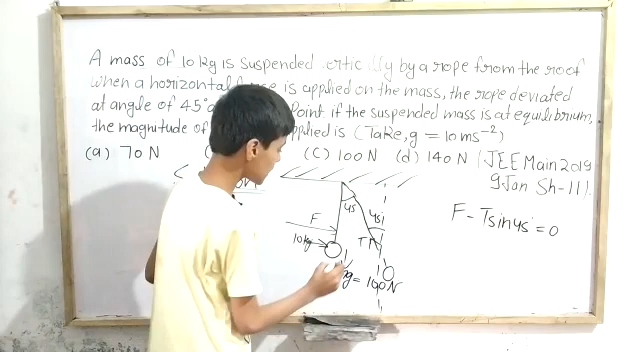 A mass of 10 kg is suspended by a rope from the roof
when a horizontal is applied on the mass, the rope deviated
at angle of 45° Point. if the suspended mass is at equilibrium,
the magnitude of applied is (Take, g = 10 ms⁻²)
(a) 70 N (C) 100 N (d) 140 N [JEE Main 2019
9 Jan Sh-II].
F - Tsin45° = 0
45
45
F
T
10kg
= 100 N